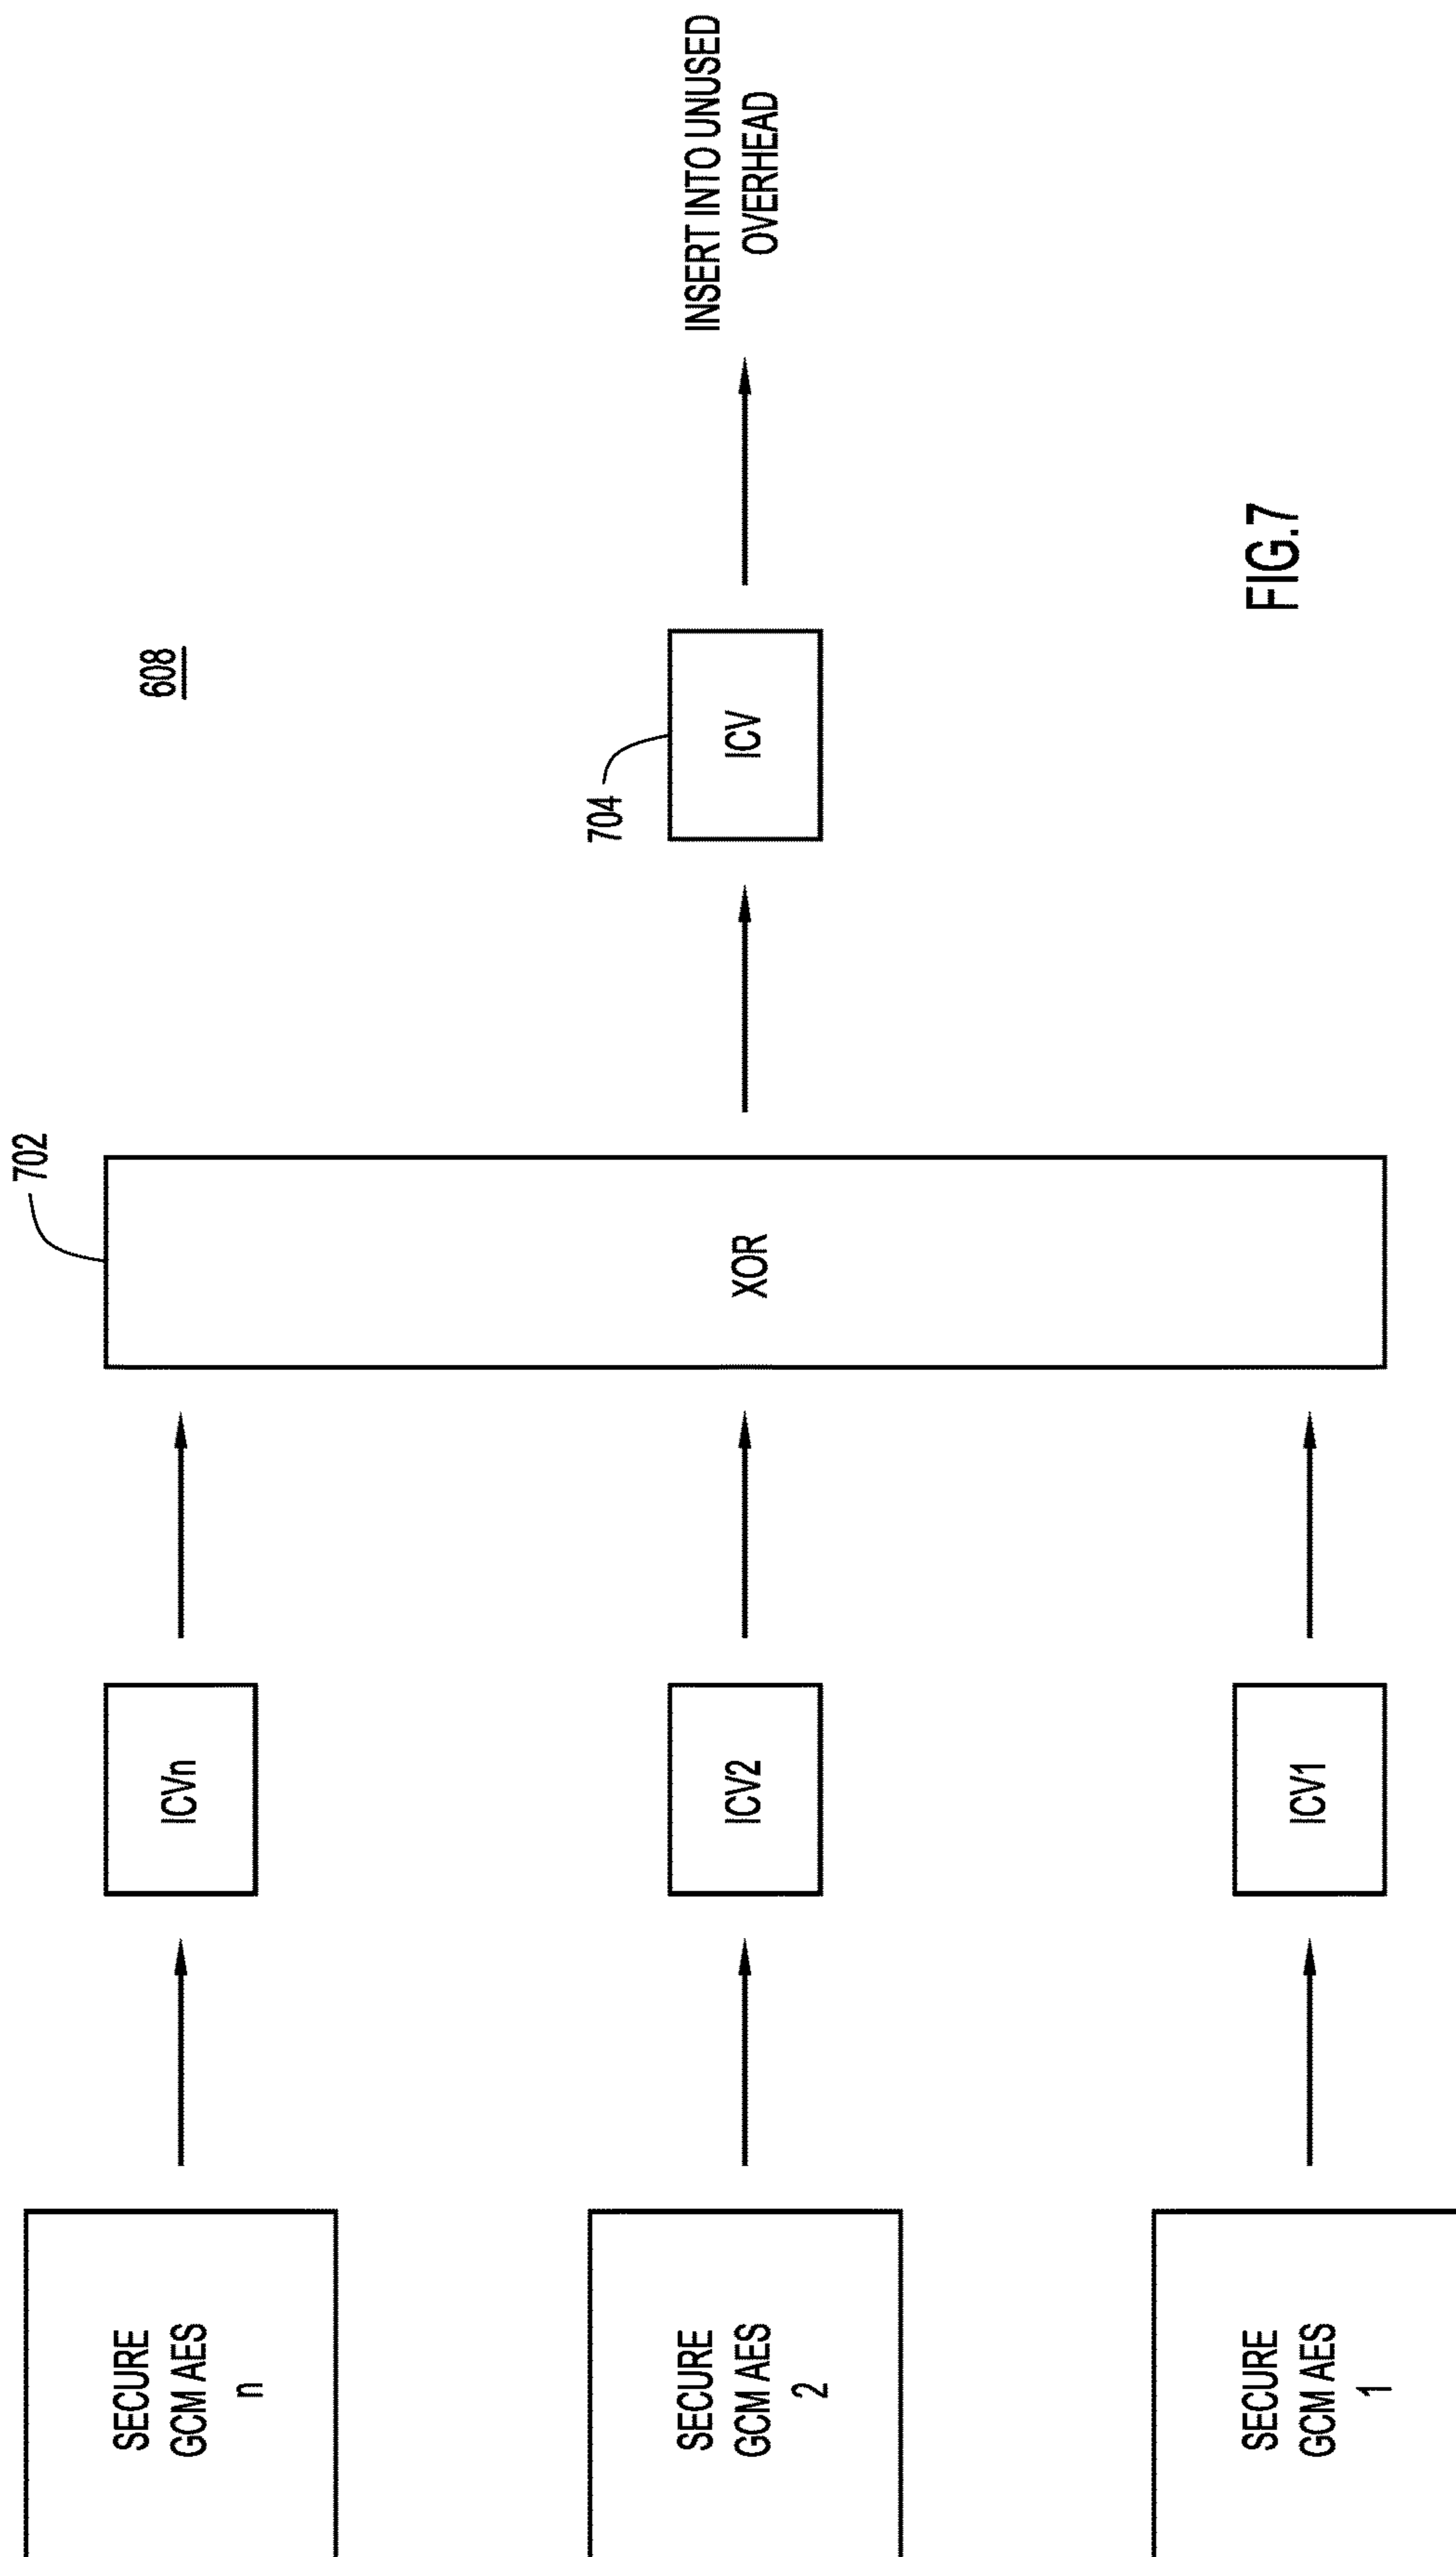 608
SECURE
GCM AES
n
ICVn
702
SECURE
GCM AES
2
ICV2
XOR
704
ICV
INSERT INTO UNUSED
OVERHEAD
SECURE
GCM AES
1
ICV1
FIG.7